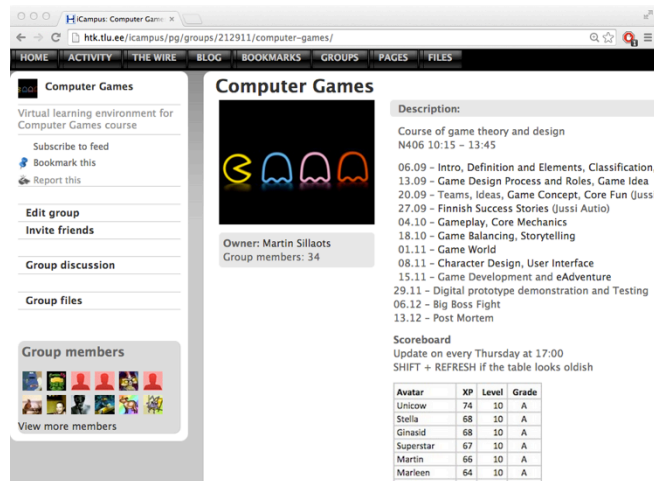 iCampus: Computer Game
htk.tlu.ee/icampus/pg/groups/212911/computer-games/
HOME ACTIVITY THE WIRE BLOG BOOKMARKS GROUPS PAGES FILES
Computer Games
Virtual learning environment for
Computer Games course
Subscribe to feed
Bookmark this
Report this
Edit group
Invite friends
Group discussion
Group files
Group members
View more members
Computer Games
Owner: Martin Sillaots
Group members: 34
Description:
Course of game theory and design
N406 10:15 – 13:45
06.09 – Intro, Definition and Elements, Classification,
13.09 – Game Design Process and Roles, Game Idea
20.09 – Teams, Ideas, Game Concept, Core Fun (Juss
27.09 – Finnish Success Stories (Jussi Autio)
04.10 – Gameplay, Core Mechanics
18.10 – Game Balancing, Storytelling
01.11 – Game World
08.11 – Character Design, User Interface
15.11 – Game Development and eAdventure
29.11 – Digital prototype demonstration and Testing
06.12 – Big Boss Fight
13.12 – Post Mortem
Scoreboard
Update on every Thursday at 17:00
SHIFT + REFRESH if the table looks oldish
Avatar XP Level Grade
Unicow 74 10 A
Stella 68 10 A
Ginasid 68 10 A
Superstar 67 10 A
Martin 66 10 A
Marleen 64 10 A